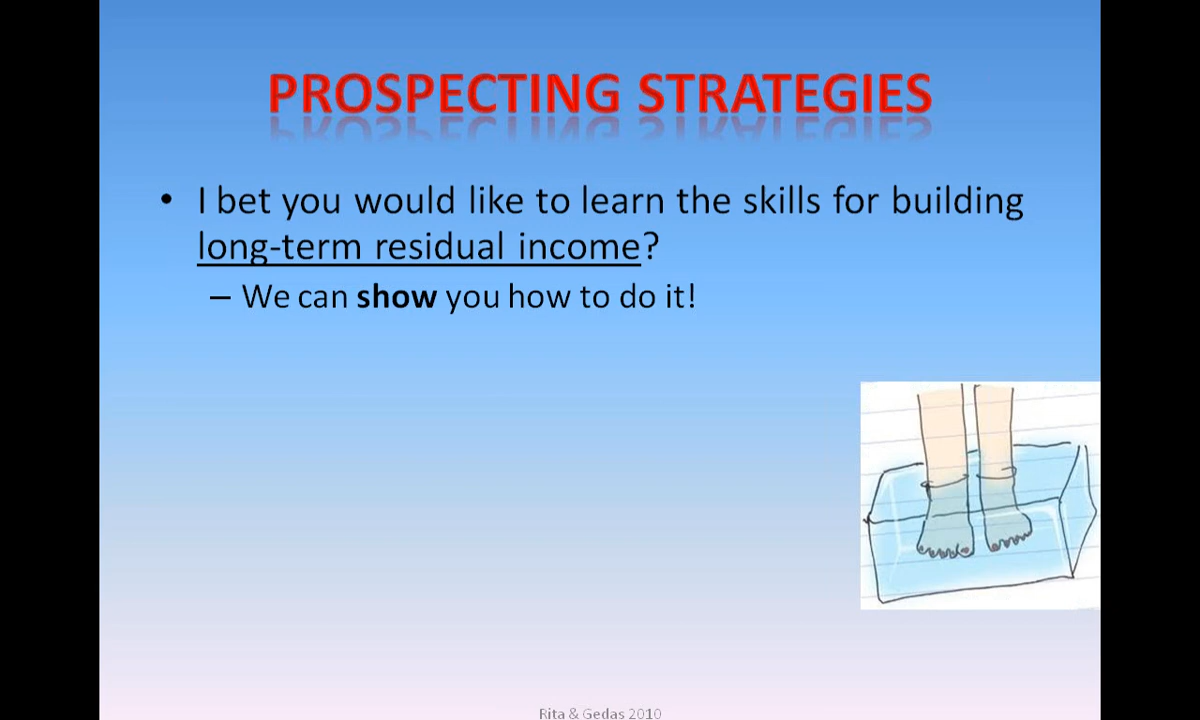 PROSPECTING STRATEGIES
• I bet you would like to learn the skills for building
long-term residual income?
– We can show you how to do it!
Rita & Gedas 2010